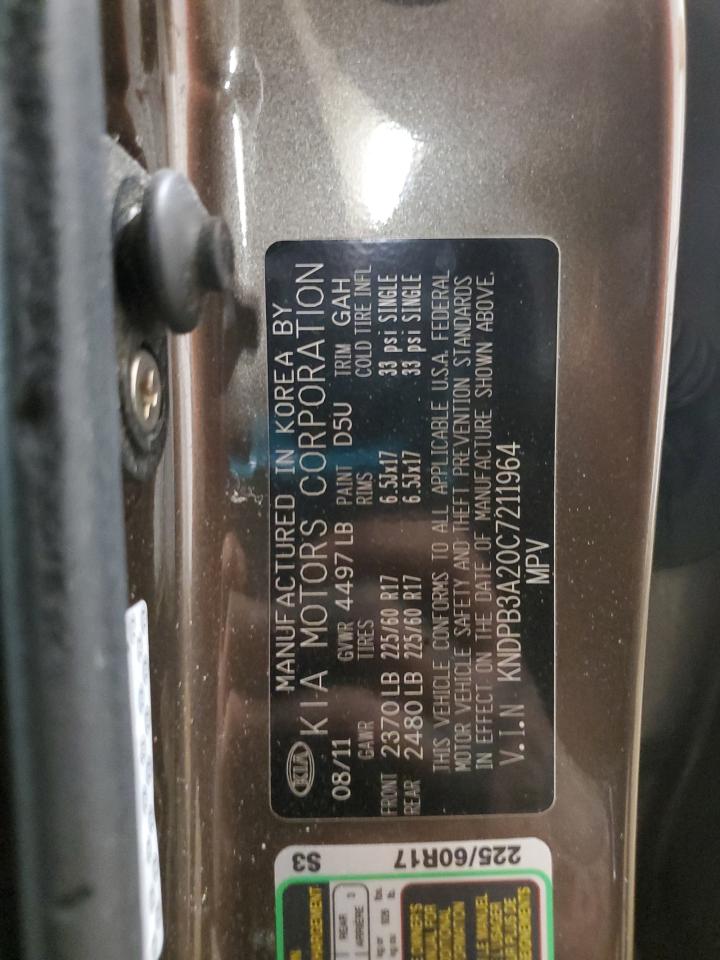 KIA
MANUFACTURED IN KOREA BY
KIA MOTORS CORPORATION
08/11 GVWR 4497 LB PAINT D5U TRIM GAH
GAWR TIRES RIMS COLD TIRE INFL
FRONT 2370 LB 225/60 R17 6.5Jx17 33 psi SINGLE
REAR 2480 LB 225/60 R17 6.5Jx17 33 psi SINGLE
THIS VEHICLE CONFORMS TO ALL APPLICABLE U.S.A. FEDERAL
MOTOR VEHICLE SAFETY AND THEFT PREVENTION STANDARDS
IN EFFECT ON THE DATE OF MANUFACTURE SHOWN ABOVE.
V.I.N KNDPB3A20C7211964
MPV
225/60R17 S3
REAR
ARRIÈRE